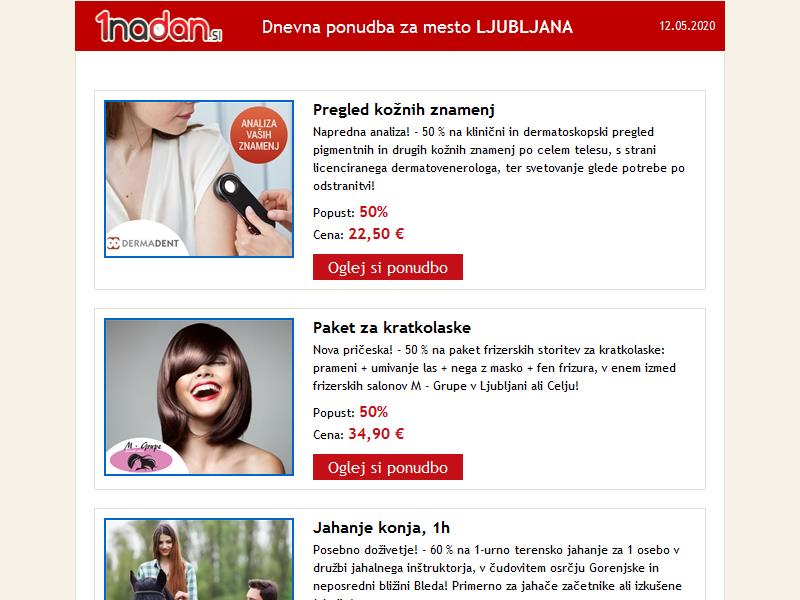 1nadan.si
Dnevna ponudba za mesto LJUBLJANA
12.05.2020
ANALIZA
VAŠIH
ZNAMENJ
DERMADENT
Pregled kožnih znamenj
Napredna analiza! - 50 % na klinični in dermatoskopski pregled
pigmentnih in drugih kožnih znamenj po celem telesu, s strani
licenciranega dermatovenerologa, ter svetovanje glede potrebe po
odstranitvi!
Popust: 50%
Cena: 22,50 €
Oglej si ponudbo
M - Grupe
Paket za kratkolaske
Nova pričeska! - 50 % na paket frizerskih storitev za kratkolaske:
prameni + umivanje las + nega z masko + fen frizura, v enem izmed
frizerskih salonov M - Grupe v Ljubljani ali Celju!
Popust: 50%
Cena: 34,90 €
Oglej si ponudbo
Jahanje konja, 1h
Posebno doživetje! - 60 % na 1-urno terensko jahanje za 1 osebo v
družbi jahalnega inštruktorja, v čudovitem osrčju Gorenjske in
neposredni bližini Bleda! Primerno za jahače začetnike ali izkušene